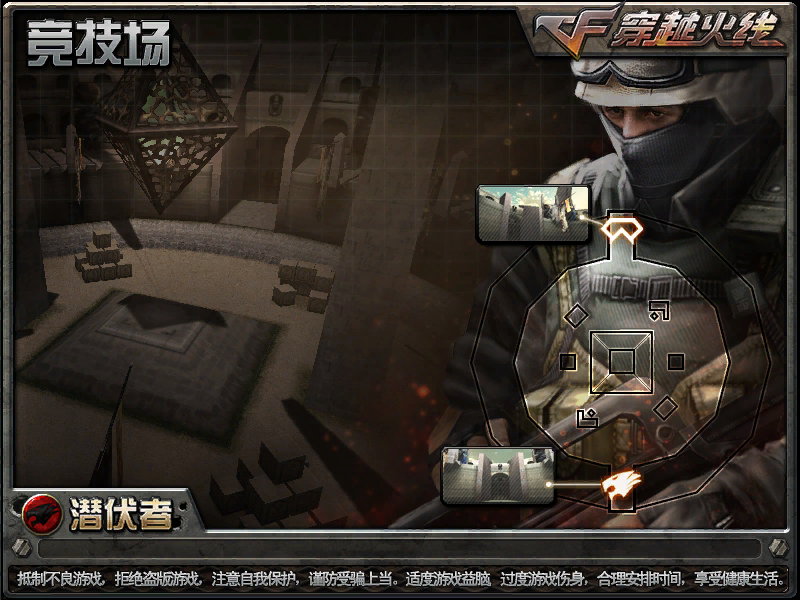 竞技场
CF穿越火线
潜伏者
抵制不良游戏，拒绝盗版游戏，注意自我保护，谨防受骗上当。适度游戏益脑 过度游戏伤身，合理安排时间，享受健康生活。